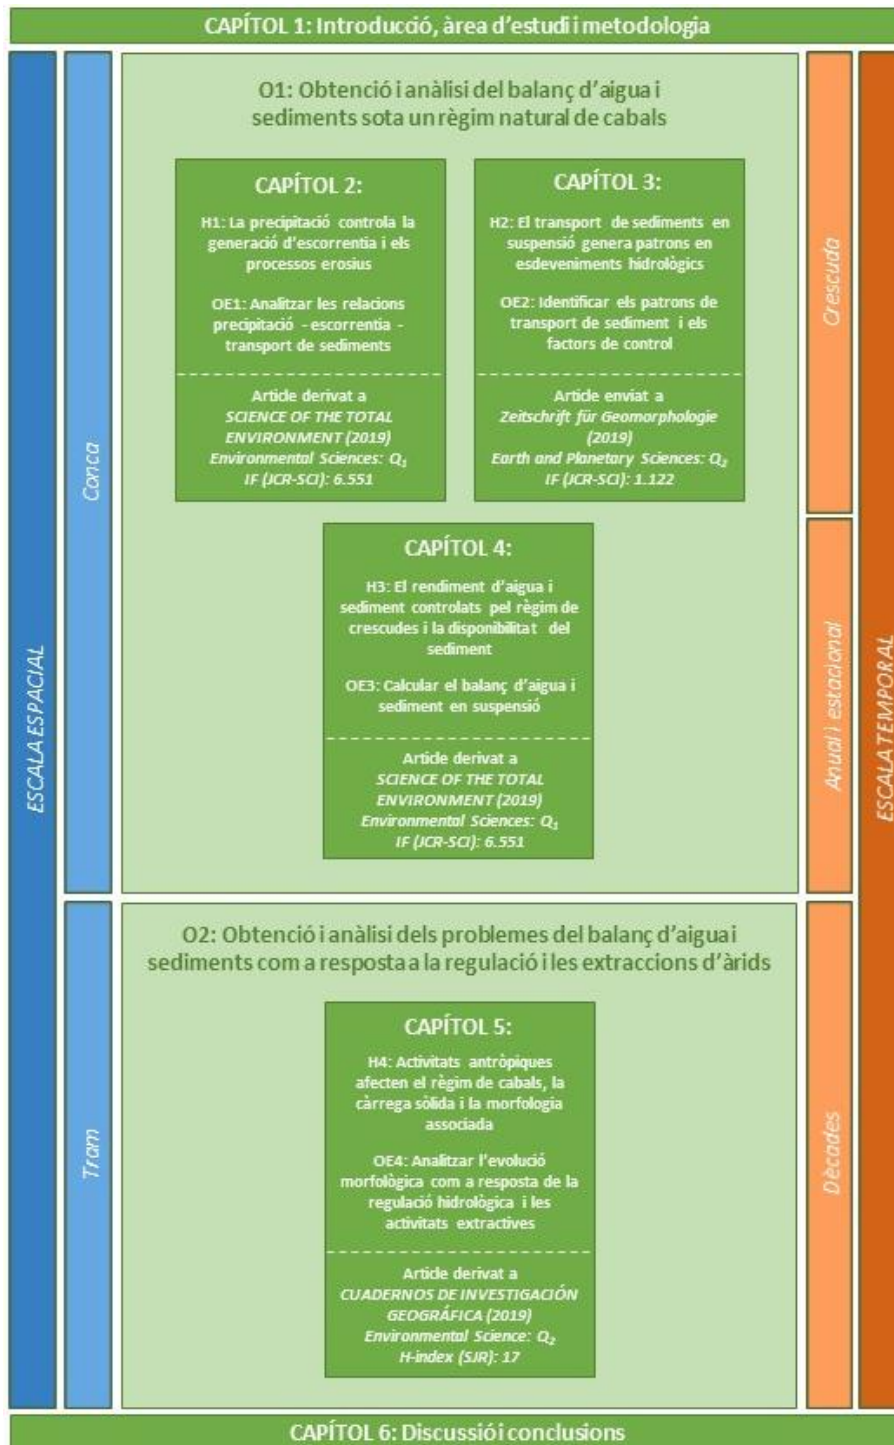 CAPÍTOL 1: Introducció, àrea d'estudi i metodologia
ESCALA ESPACIAL
Conca
O1: Obtenció i anàlisi del balanç d'aigua i
sediments sota un règim natural de cabals
CAPÍTOL 2:
H1: La precipitació controla la
generació d'escorrentia i els
processos erosius
OE1: Analitzar les relacions
precipitació - escorrentia -
transport de sediments
Article derivat a
SCIENCE OF THE TOTAL
ENVIRONMENT (2019)
Environmental Sciences: Q1
IF (JCR-SCI): 6.551
CAPÍTOL 3:
H2: El transport de sediments en
suspensió genera patrons en
esdeveniments hidrològics
OE2: Identificar els patrons de
transport de sediment i els
factors de control
Article enviat a
Zeitschrift für Geomorphologie
(2019)
Earth and Planetary Sciences: Q2
IF (JCR-SCI): 1.122
CAPÍTOL 4:
H3: El rendiment d'aigua i
sediment controlats pel règim de
crescudes i la disponibilitat del
sediment
OE3: Calcular el balanç d'aigua i
sediment en suspensió
Article derivat a
SCIENCE OF THE TOTAL
ENVIRONMENT (2019)
Environmental Sciences: Q1
IF (JCR-SCI): 6.551
Crescuda
Anual i estacional
ESCALA TEMPORAL
Tram
O2: Obtenció i anàlisi dels problemes del balanç d'aigua i
sediments com a resposta a la regulació i les extraccions d'àrids
CAPÍTOL 5:
H4: Activitats antròpiques
afecten el règim de cabals, la
càrrega sòlida i la morfologia
associada
OE4: Analitzar l'evolució
morfològica com a resposta de la
regulació hidrològica i les
activitats extractives
Article derivat a
CUADERNOS DE INVESTIGACIÓN
GEOGRÁFICA (2019)
Environmental Science: Q2
H-index (SJR): 17
Dècades
CAPÍTOL 6: Discussió i conclusions